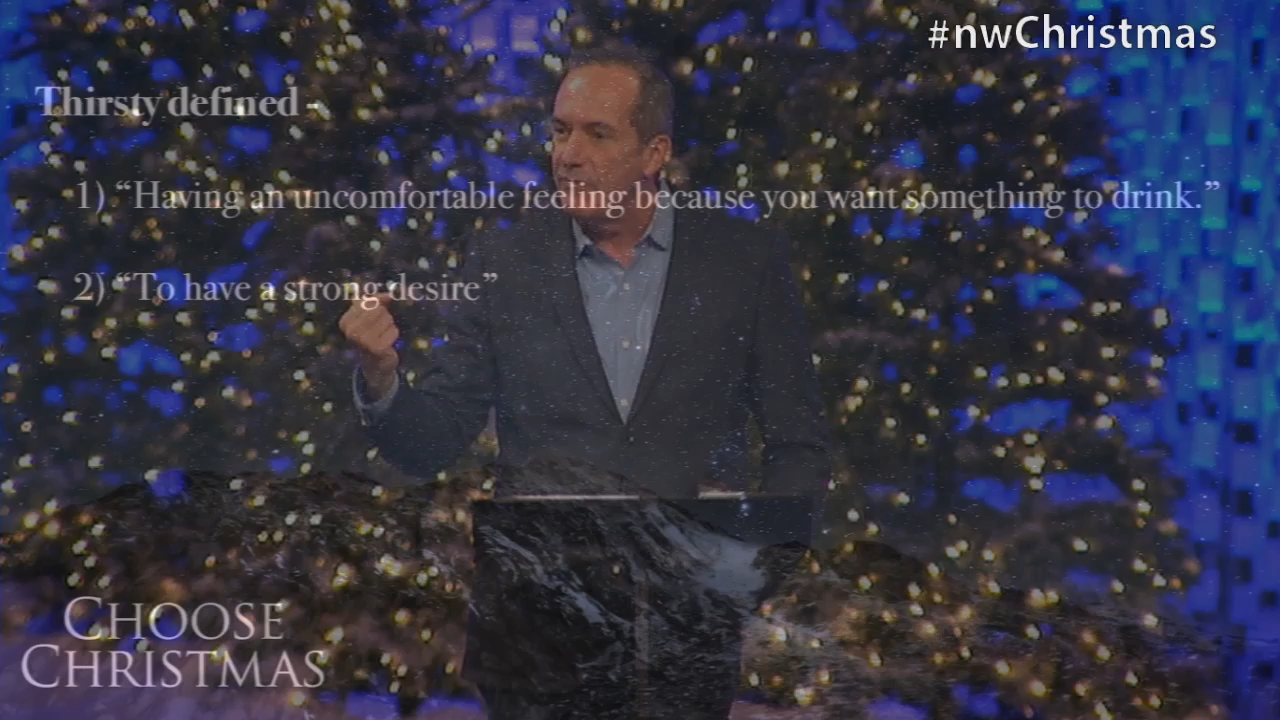 #nwChristmas
Thirsty defined -
1) “Having an uncomfortable feeling because you want something to drink.”
2) “To have a strong desire”
CHOOSE
CHRISTMAS